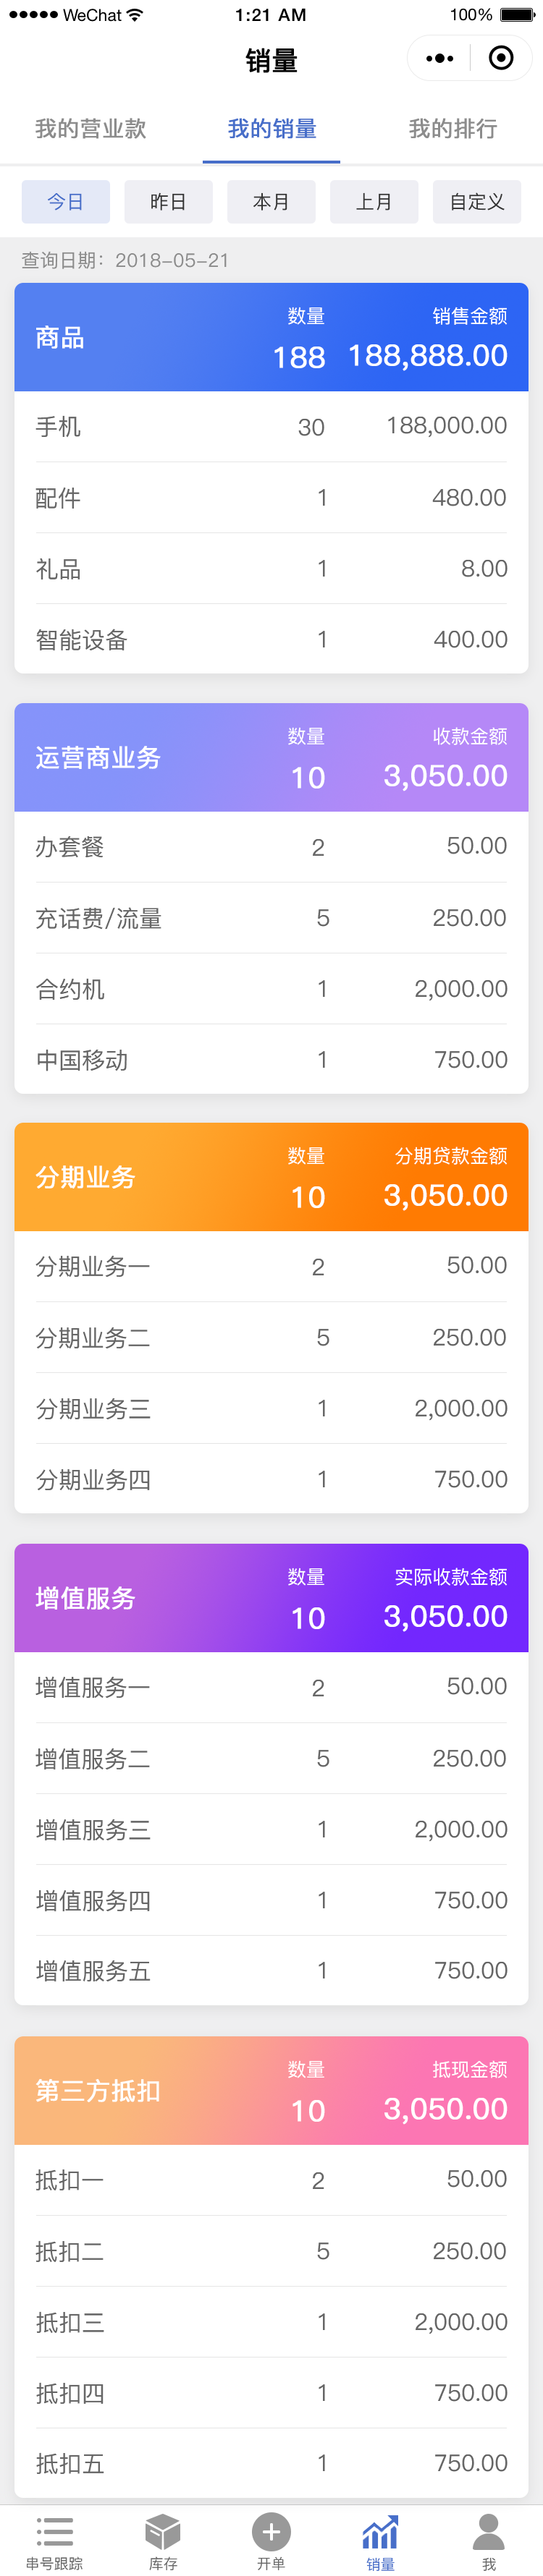 WeChat 1:21 AM 100%
销量
我的营业款 我的销量 我的排行
今日 昨日 本月 上月 自定义
查询日期：2018-05-21
商品 数量 188 销售金额 188,888.00
手机 30 188,000.00
配件 1 480.00
礼品 1 8.00
智能设备 1 400.00
运营商业务 数量 10 收款金额 3,050.00
办套餐 2 50.00
充话费/流量 5 250.00
合约机 1 2,000.00
中国移动 1 750.00
分期业务 数量 10 分期贷款金额 3,050.00
分期业务一 2 50.00
分期业务二 5 250.00
分期业务三 1 2,000.00
分期业务四 1 750.00
增值服务 数量 10 实际收款金额 3,050.00
增值服务一 2 50.00
增值服务二 5 250.00
增值服务三 1 2,000.00
增值服务四 1 750.00
增值服务五 1 750.00
第三方抵扣 数量 10 抵现金额 3,050.00
抵扣一 2 50.00
抵扣二 5 250.00
抵扣三 1 2,000.00
抵扣四 1 750.00
抵扣五 1 750.00
串号跟踪 库存 开单 销量 我